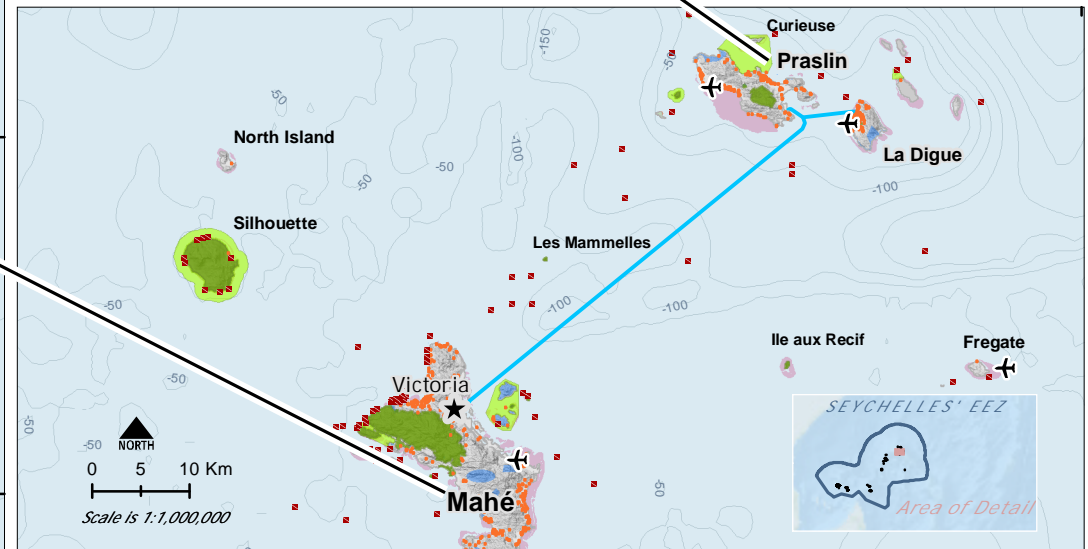 Curieuse
-150
-50
Praslin
-50
North Island
-100
-50
-50
La Digue
-100
Silhouette
Les Mammelles
-50
-100
-100
Ile aux Recif
Fregate
-50
Victoria
SEYCHELLES' EEZ
-50
-50
NORTH
0 5 10 Km
-50
Mahé
Area of Detail
Scale is 1:1,000,000